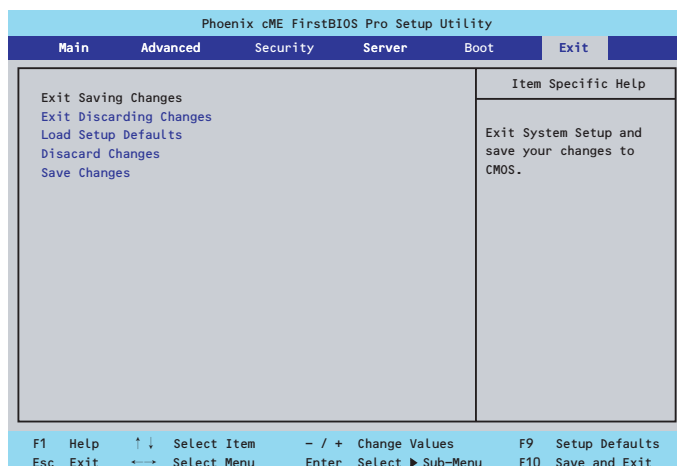 Phoenix cME FirstBIOS Pro Setup Utility
Main Advanced Security Server Boot Exit
Item Specific Help
Exit Saving Changes
Exit Discarding Changes
Load Setup Defaults
Disacard Changes
Save Changes
Exit System Setup and
save your changes to
CMOS.
F1 Help ↑↓ Select Item - / + Change Values F9 Setup Defaults
Esc Exit ←→ Select Menu Enter Select ▶ Sub-Menu F10 Save and Exit